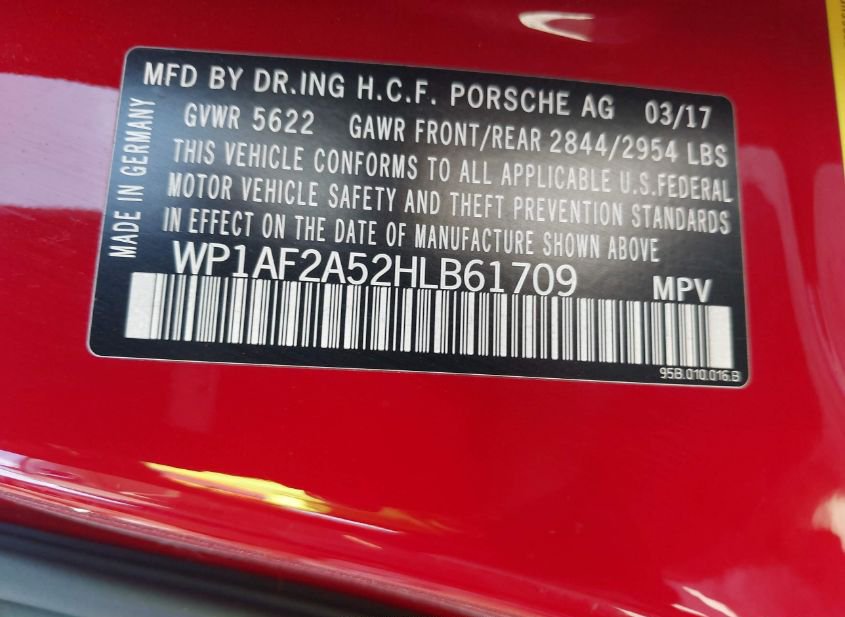 MFD BY DR.ING H.C.F. PORSCHE AG 03/17
GVWR 5622 GAWR FRONT/REAR 2844/2954 LBS
THIS VEHICLE CONFORMS TO ALL APPLICABLE U.S.FEDERAL
MOTOR VEHICLE SAFETY AND THEFT PREVENTION STANDARDS
IN EFFECT ON THE DATE OF MANUFACTURE SHOWN ABOVE
MADE IN GERMANY
WP1AF2A52HLB61709 MPV
95B.010.016.B